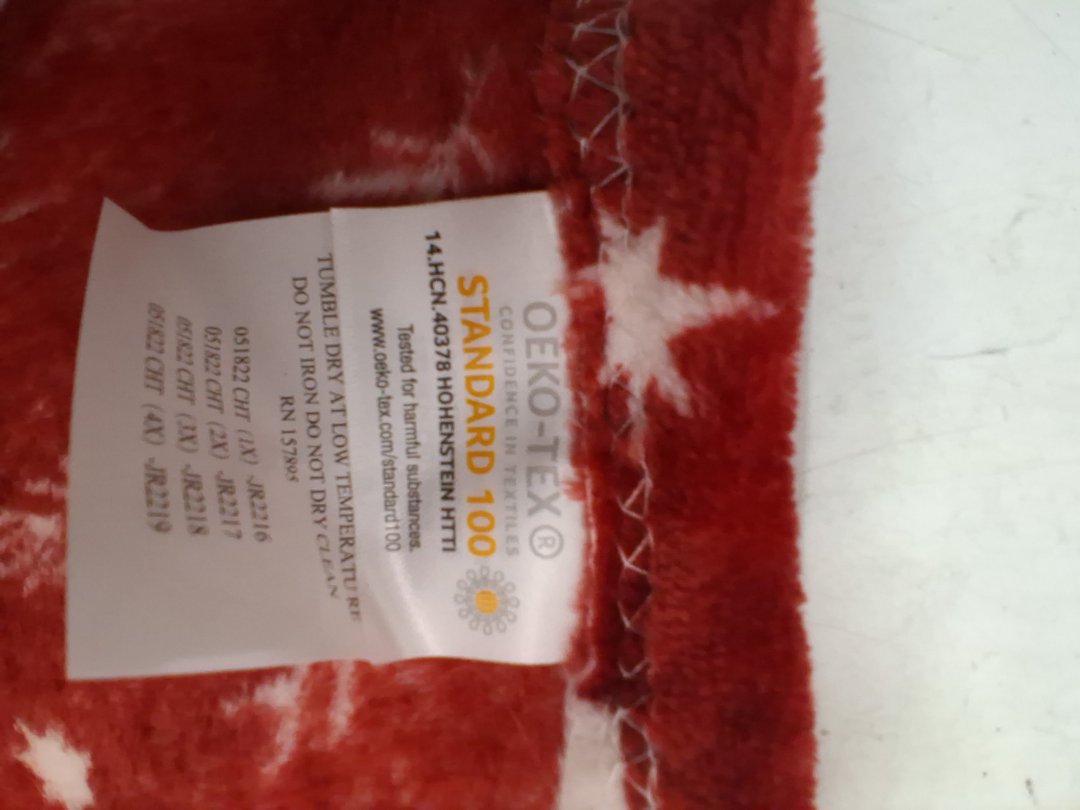 OEKO-TEX®
CONFIDENCE IN TEXTILES
STANDARD 100
14.HCN.40378 HOHENSTEIN HTTI
Tested for harmful substances.
www.oeko-tex.com/standard100
TUMBLE DRY AT LOW TEMPERATURE
DO NOT IRON DO NOT DRY CLEAN
RN 157895
051822 CHT (1X) -JR2216
051822 CHT (2X) -JR2217
051822 CHT (3X) -JR2218
051822 CHT (4X) -JR2219